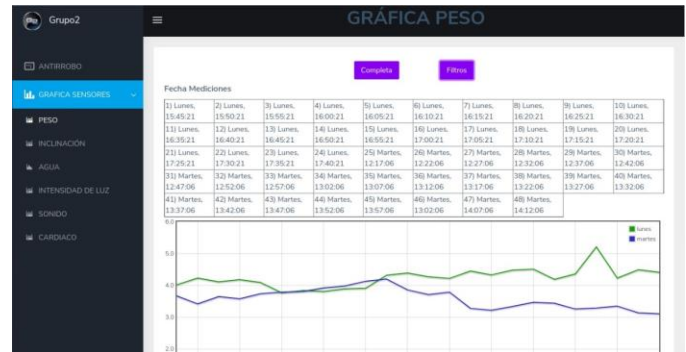 Grupo2
GRÁFICA PESO
ANTIRROBO
GRAFICA SENSORES
PESO
INCLINACIÓN
AGUA
INTENSIDAD DE LUZ
SONIDO
CARDIACO
Completa
Filtros
Fecha Mediciones
1) Lunes, 2) Lunes, 3) Lunes, 4) Lunes, 5) Lunes, 6) Lunes, 7) Lunes, 8) Lunes, 9) Lunes, 10) Lunes,
15:45:21 15:50:21 15:55:21 16:00:21 16:05:21 16:10:21 16:15:21 16:20:21 16:25:21 16:30:21
11) Lunes, 12) Lunes, 13) Lunes, 14) Lunes, 15) Lunes, 16) Lunes, 17) Lunes, 18) Lunes, 19) Lunes, 20) Lunes,
16:35:21 16:40:21 16:45:21 16:50:21 16:55:21 17:00:21 17:05:21 17:10:21 17:15:21 17:20:21
21) Lunes, 22) Lunes, 23) Lunes, 24) Lunes, 25) Martes, 26) Martes, 27) Martes, 28) Martes, 29) Martes, 30) Martes,
17:25:21 17:30:21 17:35:21 17:40:21 12:17:06 12:22:06 12:27:06 12:32:06 12:37:06 12:42:06
31) Martes, 32) Martes, 33) Martes, 34) Martes, 35) Martes, 36) Martes, 37) Martes, 38) Martes, 39) Martes, 40) Martes,
12:47:06 12:52:06 12:57:06 13:02:06 13:07:06 13:12:06 13:17:06 13:22:06 13:27:06 13:32:06
41) Martes, 42) Martes, 43) Martes, 44) Martes, 45) Martes, 46) Martes, 47) Martes, 48) Martes,
13:37:06 13:42:06 13:47:06 13:52:06 13:57:06 13:02:06 14:07:06 14:12:06
6.0
lunes
martes
5.0
4.0
3.0
2.0